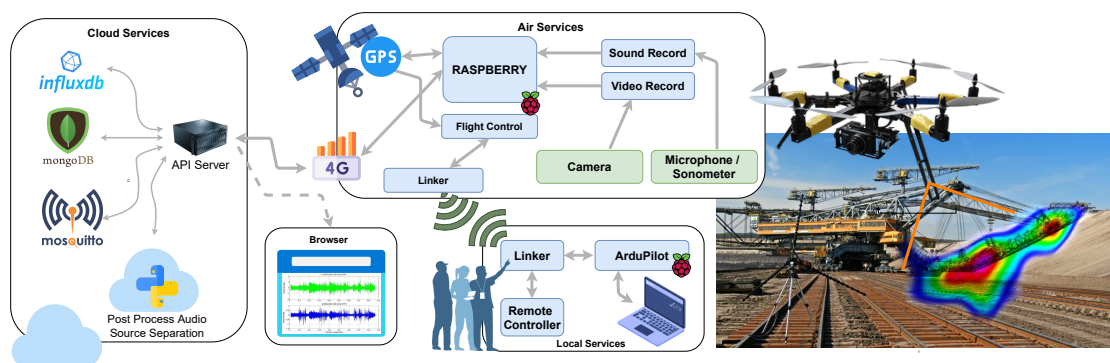 Cloud Services
influxdb
mongoDB
API Server
c
mosquitto
Post Process Audio
Source Separation
Air Services
GPS
RASPBERRY
Sound Record
Video Record
Flight Control
4G
Linker
Camera
Microphone /
Sonometer
Browser
Linker
ArduPilot
Remote
Controller
Local Services